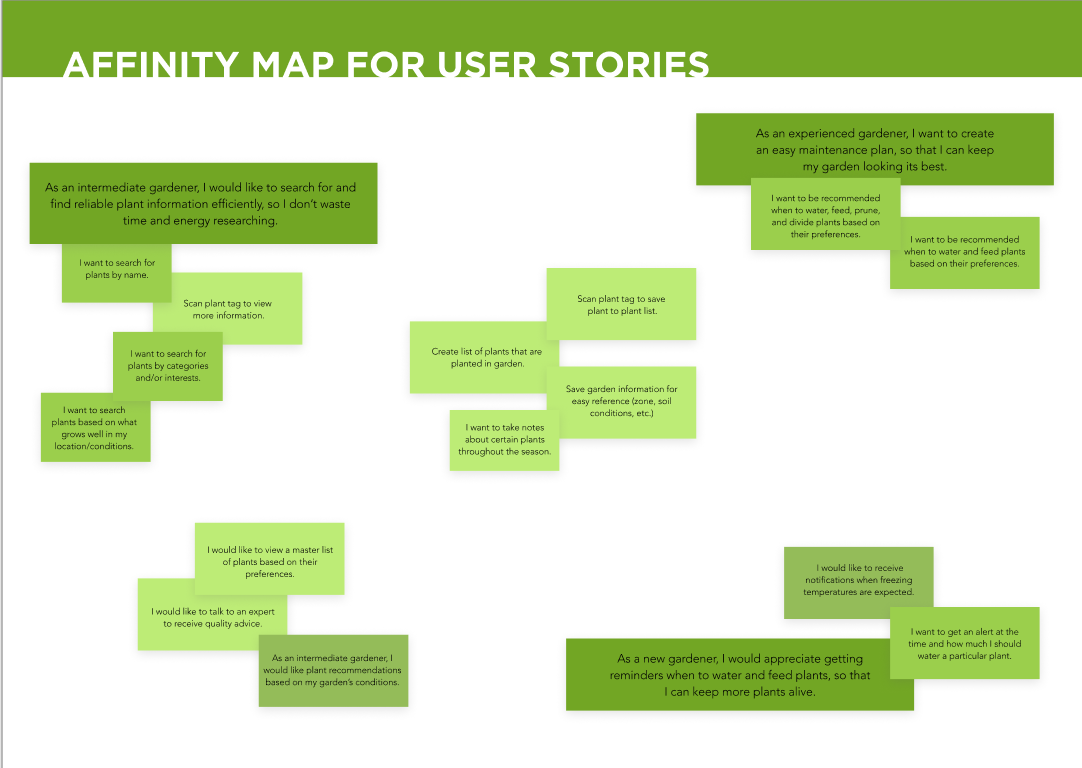 AFFINITY MAP FOR USER STORIES
As an intermediate gardener, I would like to search for and
find reliable plant information efficiently, so I don't waste
time and energy researching.
I want to search for
plants by name.
Scan plant tag to view
more information.
I want to search for
plants by categories
and/or interests.
I want to search
plants based on what
grows well in my
location/conditions.
Scan plant tag to save
plant to plant list.
Create list of plants that are
planted in garden.
Save garden information for
easy reference (zone, soil
conditions, etc.)
I want to take notes
about certain plants
throughout the season.
As an experienced gardener, I want to create
an easy maintenance plan, so that I can keep
my garden looking its best.
I want to be recommended
when to water, feed, prune,
and divide plants based on
their preferences.
I want to be recommended
when to water and feed plants
based on their preferences.
I would like to view a master list
of plants based on their
preferences.
I would like to talk to an expert
to receive quality advice.
As an intermediate gardener, I
would like plant recommendations
based on my garden's conditions.
I would like to receive
notifications when freezing
temperatures are expected.
I want to get an alert at the
time and how much I should
water a particular plant.
As a new gardener, I would appreciate getting
reminders when to water and feed plants, so that
I can keep more plants alive.